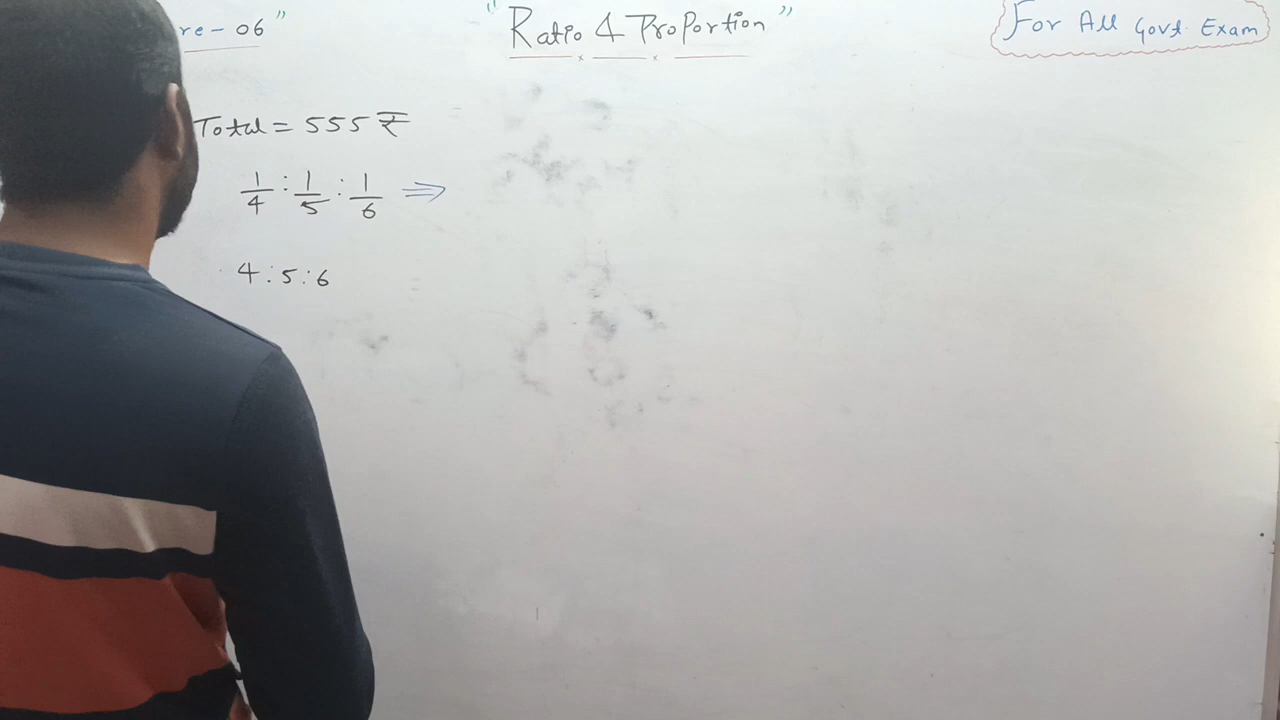 re - 06 "
" Ratio & Proportion "
For All Govt. Exam
Total = 555 ₹
1/4 : 1/5 : 1/6 ⇒
4 : 5 : 6